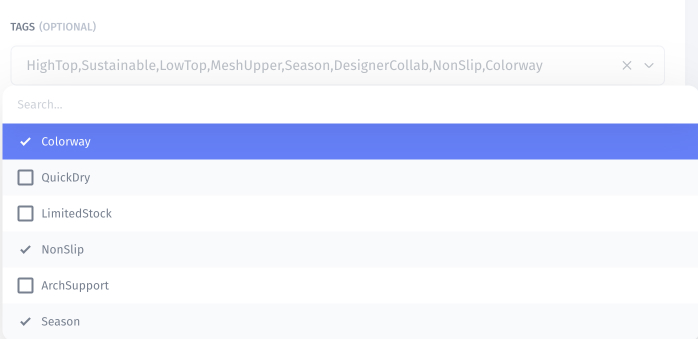 TAGS (OPTIONAL)
HighTop,Sustainable,LowTop,MeshUpper,Season,DesignerCollab,NonSlip,Colorway
Search...
Colorway
QuickDry
LimitedStock
NonSlip
ArchSupport
Season